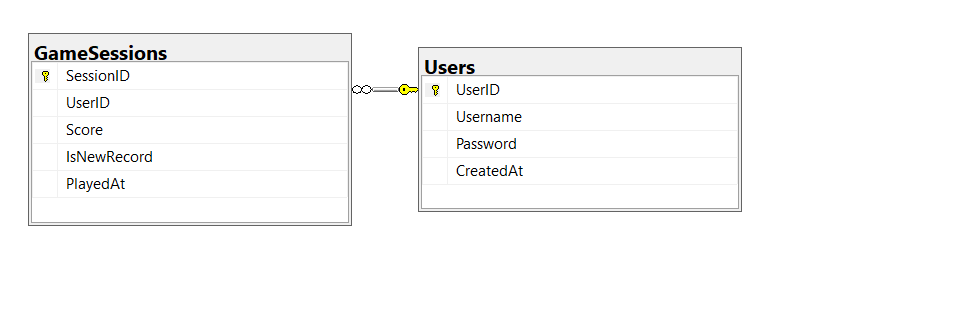 GameSessions
SessionID
UserID
Score
IsNewRecord
PlayedAt
Users
UserID
Username
Password
CreatedAt